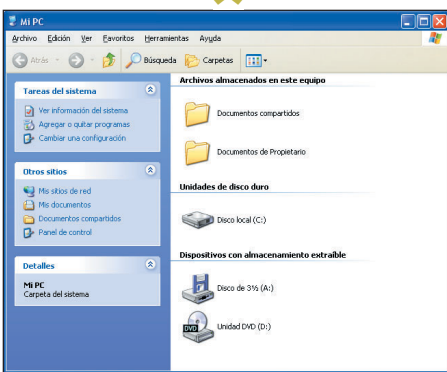 Mi PC
Archivo Edición Ver Favoritos Herramientas Ayuda
Atrás Búsqueda Carpetas
Tareas del sistema
Ver información del sistema
Agregar o quitar programas
Cambiar una configuración
Otros sitios
Mis sitios de red
Mis documentos
Documentos compartidos
Panel de control
Detalles
Mi PC
Carpeta del sistema
Archivos almacenados en este equipo
Documentos compartidos
Documentos de Propietario
Unidades de disco duro
Disco local (C:)
Dispositivos con almacenamiento extraíble
Disco de 3½ (A:)
DVD
Unidad DVD (D:)